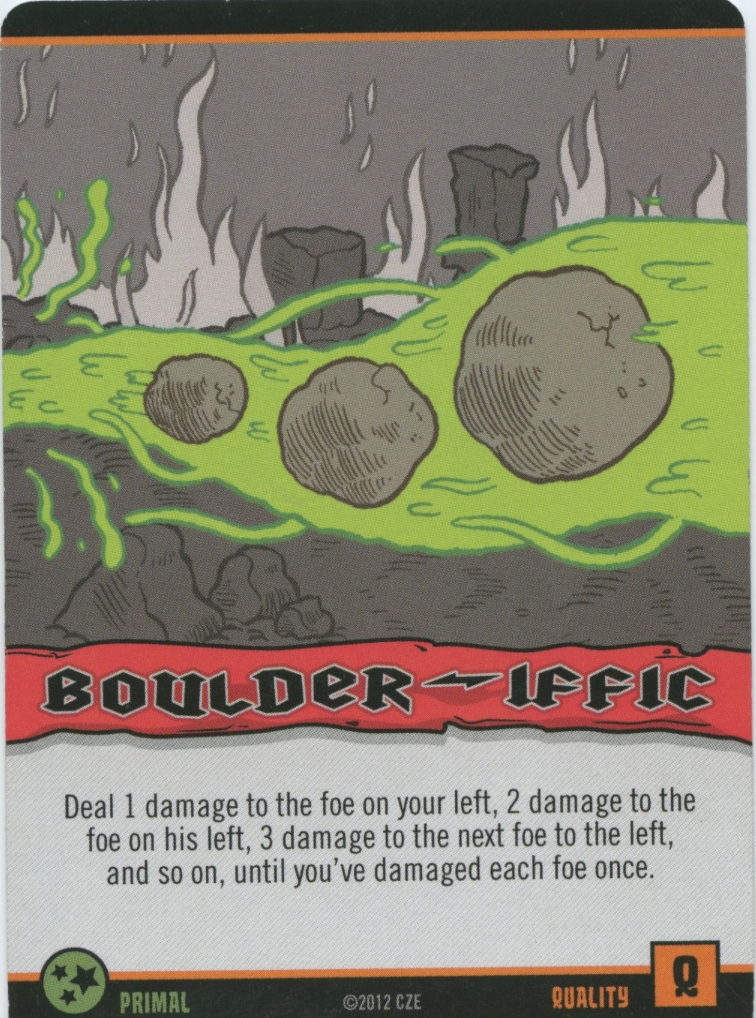 BOULDER-IFFIC
Deal 1 damage to the foe on your left, 2 damage to the
foe on his left, 3 damage to the next foe to the left,
and so on, until you've damaged each foe once.
PRIMAL
©2012 CZE
QUALITY
Q